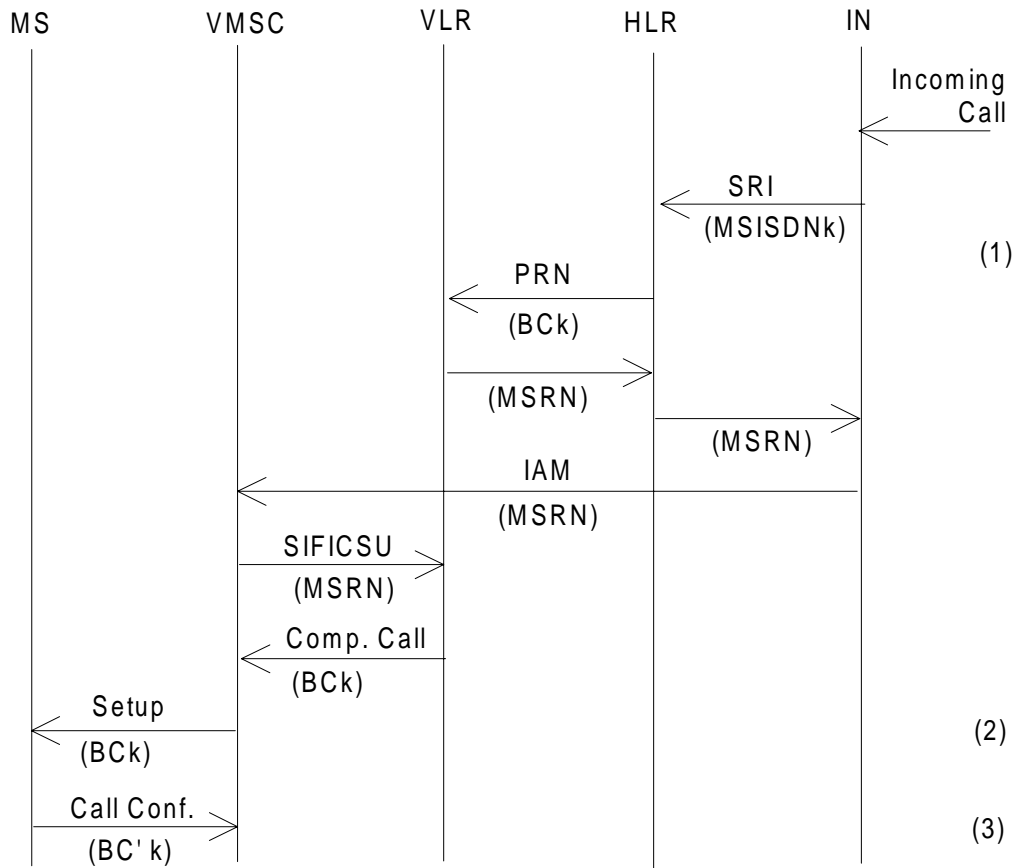 MS VMSC VLR HLR IN
Incoming
Call
SRI
(MSISDNk)
(1)
PRN
(BCk)
(MSRN)
(MSRN)
IAM
(MSRN)
SIFICSU
(MSRN)
Comp. Call
(BCk)
Setup
(BCk)
(2)
Call Conf.
(BC'k)
(3)